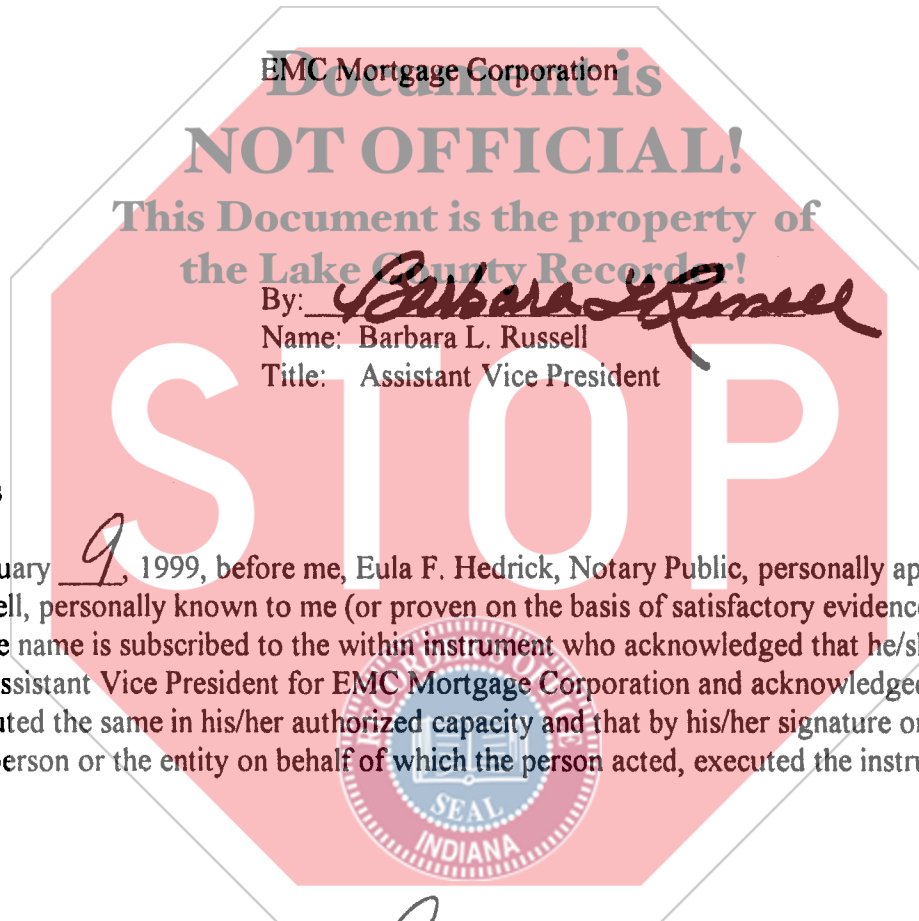 EMC Mortgage Corporation
Document is
NOT OFFICIAL!
This Document is the property of
the Lake County Recorder!
By: Barbara L Russell
Name: Barbara L. Russell
Title: Assistant Vice President
STOP
s
uary 9, 1999, before me, Eula F. Hedrick, Notary Public, personally ap
ell, personally known to me (or proven on the basis of satisfactory evidence
e name is subscribed to the within instrument who acknowledged that he/sh
ssistant Vice President for EMC Mortgage Corporation and acknowledged
uted the same in his/her authorized capacity and that by his/her signature on
erson or the entity on behalf of which the person acted, executed the instru
RECORDER'S OFFICE
SEAL
INDIANA